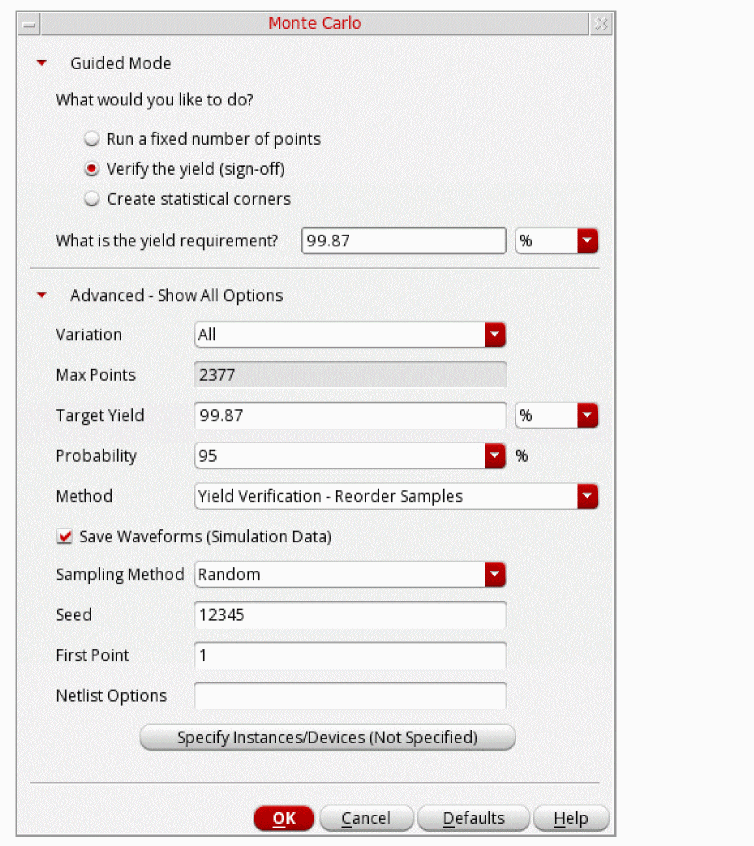 Monte Carlo
Guided Mode
What would you like to do?
Run a fixed number of points
Verify the yield (sign-off)
Create statistical corners
What is the yield requirement? 99.87 %
Advanced - Show All Options
Variation All
Max Points 2377
Target Yield 99.87 %
Probability 95 %
Method Yield Verification - Reorder Samples
Save Waveforms (Simulation Data)
Sampling Method Random
Seed 12345
First Point 1
Netlist Options
Specify Instances/Devices (Not Specified)
OK Cancel Defaults Help